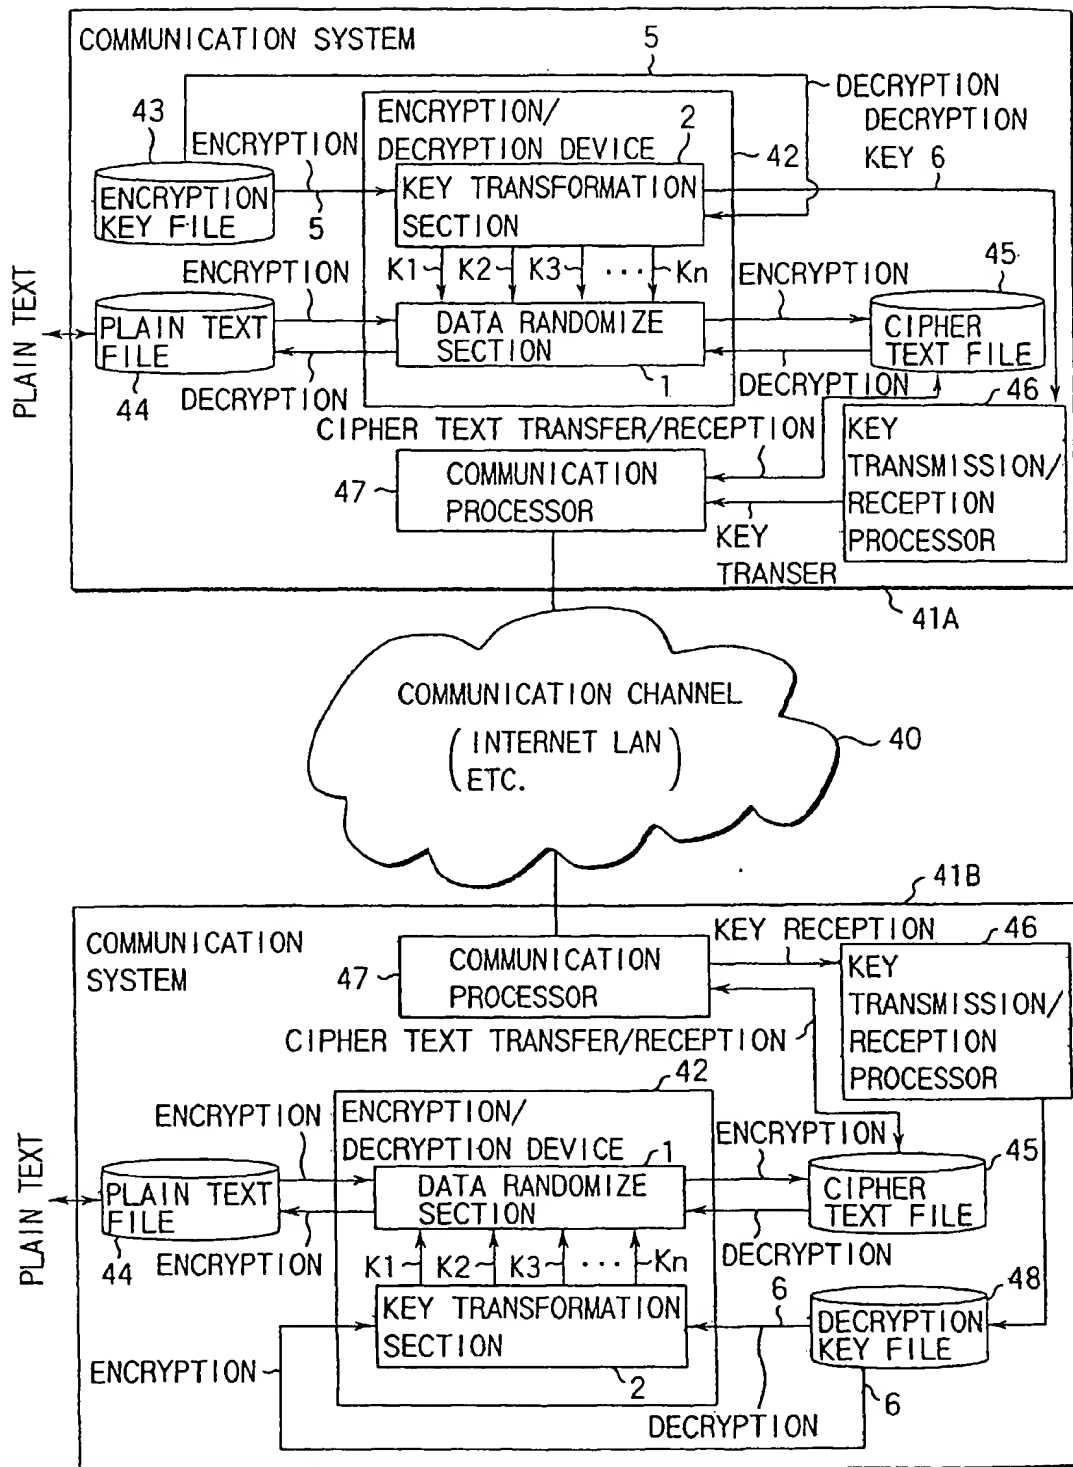 COMMUNICATION SYSTEM
5
DECRYPTION
DECRYPTION
KEY 6
43
ENCRYPTION
5
ENCRYPTION
KEY FILE
ENCRYPTION/
DECRYPTION DEVICE
2
42
KEY TRANSFORMATION
SECTION
K1
K2
K3
...
Kn
ENCRYPTION
ENCRYPTION
45
PLAIN TEXT
PLAIN TEXT
FILE
DATA RANDOMIZE
SECTION
CIPHER
TEXT FILE
44
DECRYPTION
1
DECRYPTION
46
CIPHER TEXT TRANSFER/RECEPTION
KEY
TRANSMISSION/
RECEPTION
PROCESSOR
47
COMMUNICATION
PROCESSOR
KEY
TRANSER
41A
COMMUNICATION CHANNEL
(INTERNET LAN
ETC.)
40
41B
COMMUNICATION
SYSTEM
47
COMMUNICATION
PROCESSOR
KEY RECEPTION
46
KEY
TRANSMISSION/
RECEPTION
PROCESSOR
CIPHER TEXT TRANSFER/RECEPTION
42
ENCRYPTION
ENCRYPTION/
DECRYPTION DEVICE
ENCRYPTION
1
45
PLAIN TEXT
PLAIN TEXT
FILE
DATA RANDOMIZE
SECTION
CIPHER
TEXT FILE
44
ENCRYPTION
DECRYPTION
K1
K2
K3
...
Kn
6
48
KEY TRANSFORMATION
SECTION
DECRYPTION
KEY FILE
ENCRYPTION
2
DECRYPTION
6